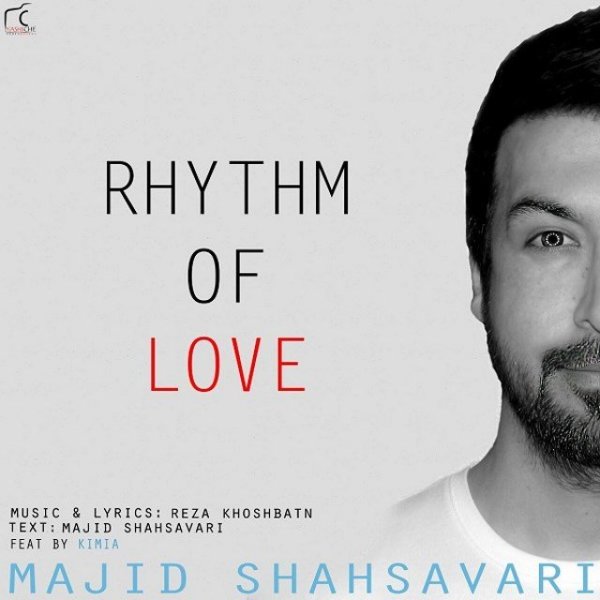 RHYTHM
OF
LOVE
MUSIC & LYRICS: REZA KHOSHBATN
TEXT: MAJID SHAHSAVARI
FEAT BY KIMIA
MAJID SHAHSAVARI